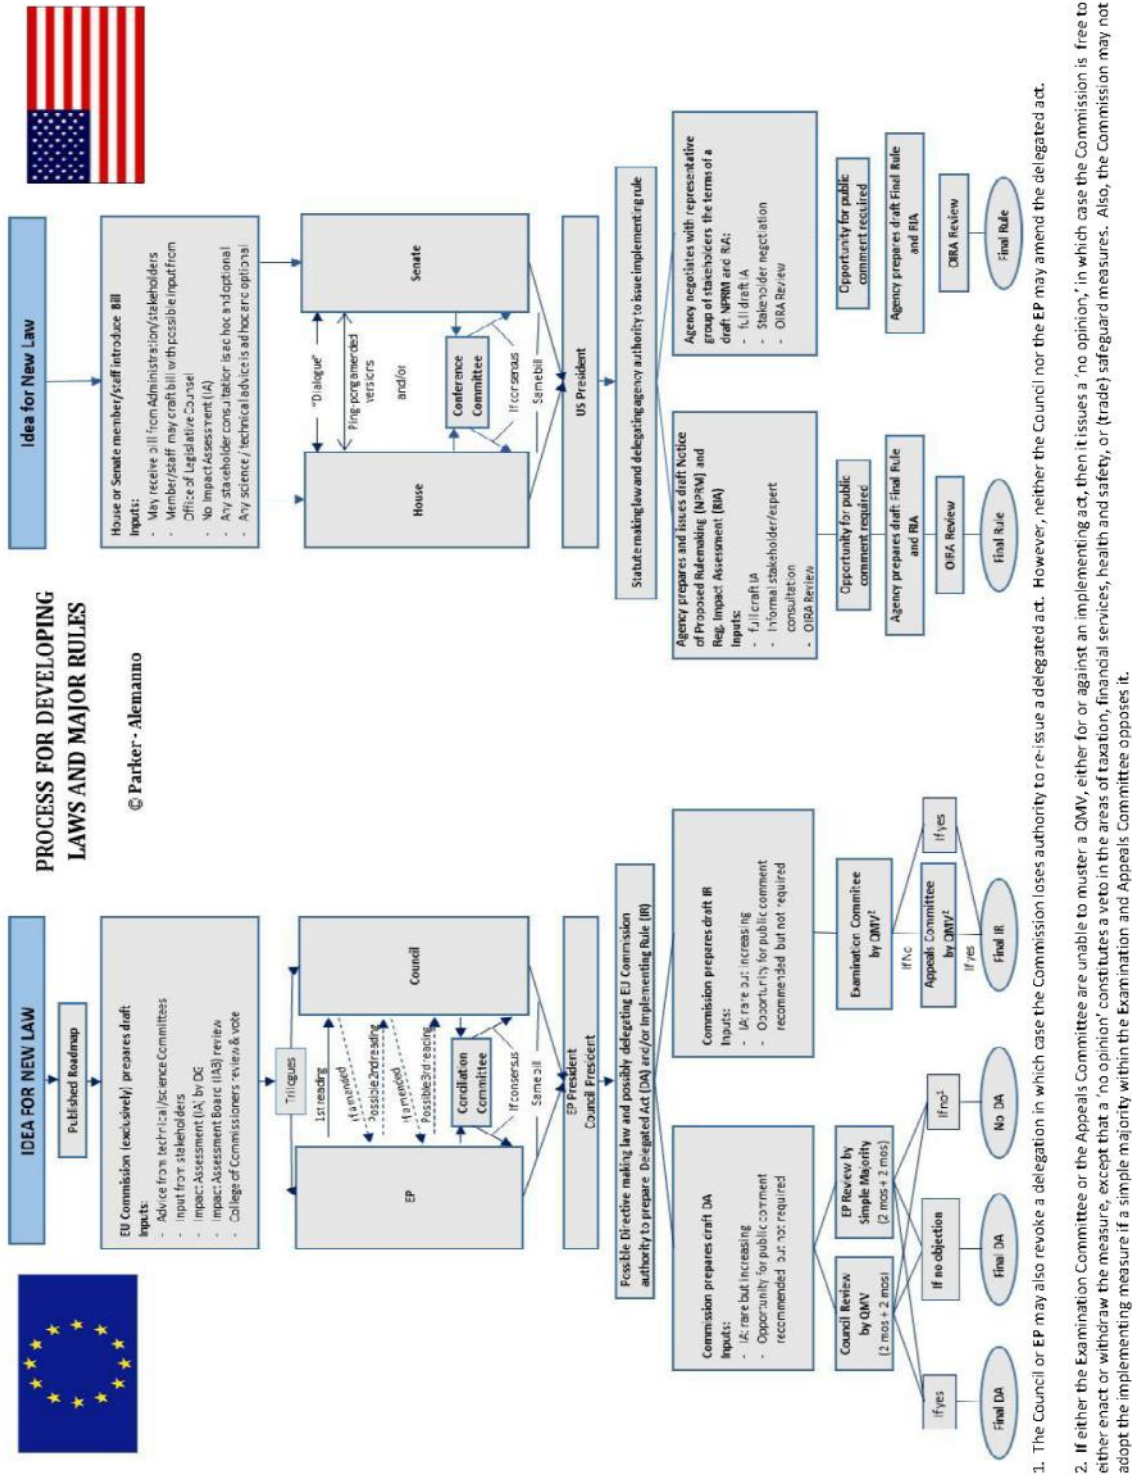 PROCESS FOR DEVELOPING
LAWS AND MAJOR RULES
© Parker - Alemanno
IDEA FOR NEW LAW
Published Roadmap
EU Commission (exclusively) prepares draft
Inputs:
- Advice from technical/science Committees
- Input from stakeholders
- Impact Assessment (IA) by DG
- Impact Assessment Board (IAB) review
- College of Commissioners review & vote
Trilogues
EP
Council
1st reading
If amended
Possible 2nd reading
If amended
Possible 3rd reading
Conciliation
Committee
If consensus
Same bill
EP President
Council President
Possible Directive making law and possibly delegating EU Commission
authority to prepare Delegated Act (DA) and/or Implementing Rule (IR)
Commission prepares draft DA
Inputs:
- IA: rare but increasing
- Opportunity for public comment
recommended but not required
Council Review
by QMV
(2 mos + 2 mos)
EP Review by
Simple Majority
(2 mos + 2 mos)
If yes
If no objection
If no¹
Final DA
Final DA
No DA
Commission prepares draft IR
Inputs:
- IA: rare but increasing
- Opportunity for public comment
recommended but not required
Examination Commitee
by QMV²
If No
If yes
Appeals Committee
by QMV²
If yes
Final IR
Idea for New Law
House or Senate member/staff introduce Bill
Inputs:
- May receive bill from Administration/stakeholders
- Member/staff may craft bill with possible input from
Office of Legislative Counsel
- No Impact Assessment (IA)
- Any stakeholder consultation is ad hoc and optional
- Any science / technical advice is ad hoc and optional
House
Senate
"Dialogue"
Ping-pong amended
versions
and/or
Conference
Committee
If consensus
Same bill
US President
Statute making law and delegating agency authority to issue implementing rule
Agency prepares and issues draft Notice
of Proposed Rulemaking (NPRM) and
Reg. Impact Assessment (RIA)
Inputs:
- full draft IA
- Informal stakeholder/expert
consultation
- OIRA Review
Opportunity for public
comment required
Agency prepares draft Final Rule
and RIA
OIRA Review
Final Rule
Agency negotiates with representative
group of stakeholders the terms of a
draft NPRM and RIA:
- full draft IA
- Stakeholder negotiation
- OIRA Review
Opportunity for public
comment required
Agency prepares draft Final Rule
and RIA
OIRA Review
Final Rule
1. The Council or EP may also revoke a delegation in which case the Commission loses authority to re-issue a delegated act. However, neither the Council nor the EP may amend the delegated act.
2. If either the Examination Committee or the Appeals Committee are unable to muster a QMV, either for or against an implementing act, then it issues a 'no opinion,' in which case the Commission is free to
either enact or withdraw the measure, except that a 'no opinion' constitutes a veto in the areas of taxation, financial services, health and safety, or (trade) safeguard measures. Also, the Commission may not
adopt the implementing measure if a simple majority within the Examination and Appeals Committee opposes it.